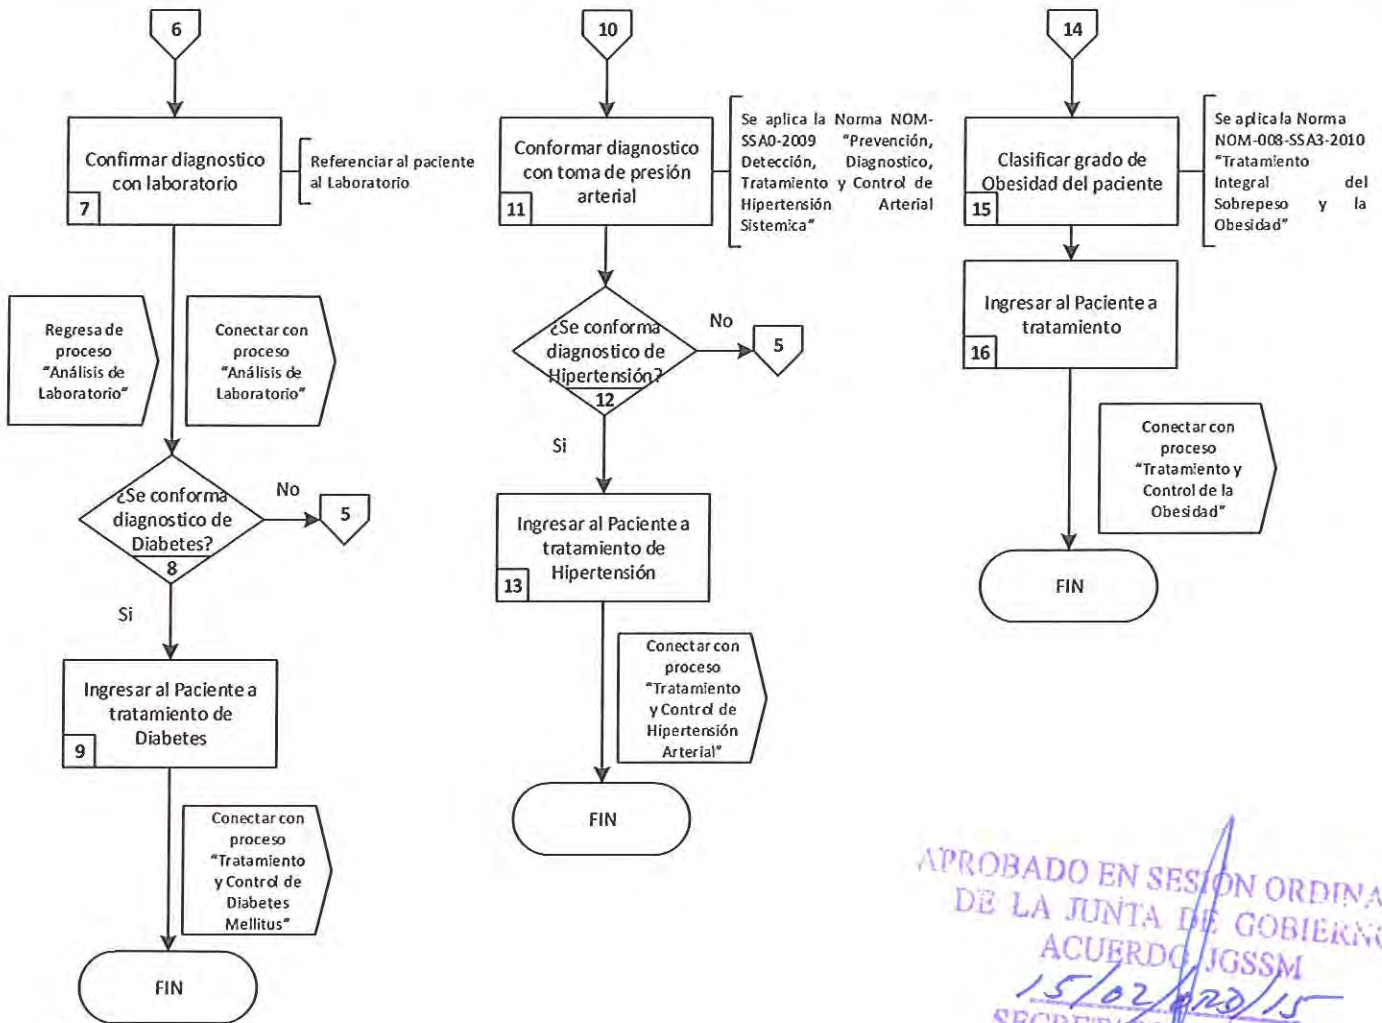 6
Confirmar diagnostico
con laboratorio
7
Referenciar al paciente
al Laboratorio
Regresa de
proceso
"Análisis de
Laboratorio"
Conectar con
proceso
"Análisis de
Laboratorio"
¿Se conforma
diagnostico de
Diabetes?
8
No
5
Si
Ingresar al Paciente a
tratamiento de
Diabetes
9
Conectar con
proceso
"Tratamiento
y Control de
Diabetes
Mellitus"
FIN
10
Conformar diagnostico
con toma de presión
arterial
11
Se aplica la Norma NOM-
SSA0-2009 "Prevención,
Detección, Diagnostico,
Tratamiento y Control de
Hipertensión Arterial
Sistemica"
¿Se conforma
diagnostico de
Hipertensión?
12
No
5
Si
Ingresar al Paciente a
tratamiento de
Hipertensión
13
Conectar con
proceso
"Tratamiento
y Control de
Hipertensión
Arterial"
FIN
14
Clasificar grado de
Obesidad del paciente
15
Se aplica la Norma
NOM-008-SSA3-2010
"Tratamiento
Integral del
Sobrepeso y la
Obesidad"
Ingresar al Paciente a
tratamiento
16
Conectar con
proceso
"Tratamiento y
Control de la
Obesidad"
FIN
APROBADO EN SESIÓN ORDINA
DE LA JUNTA DE GOBIERNO
ACUERDO JGSSM
15/02/ORD/15